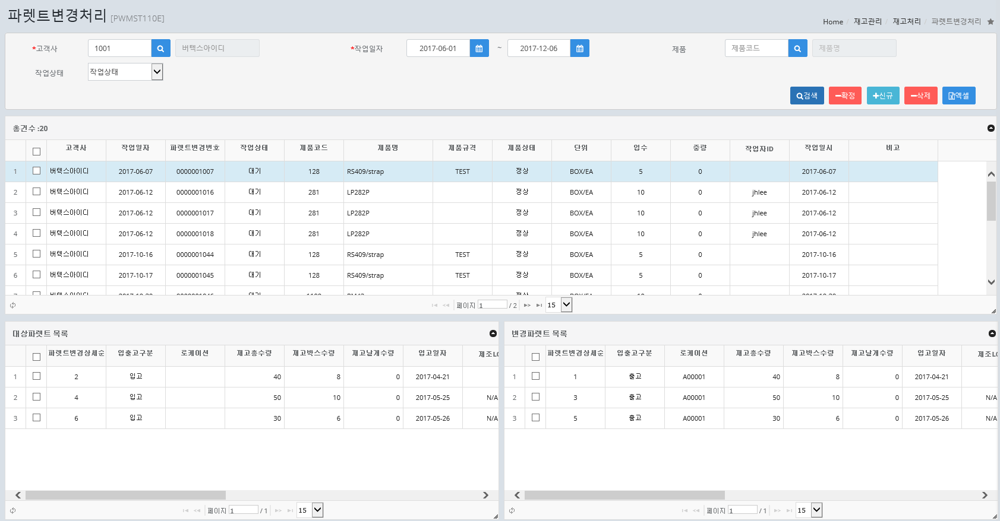 파렛트변경처리 [PWMST110E]
Home / 재고관리 / 재고처리 / 파렛트변경처리
*고객사 1001 버텍스아이디 *작업일자 2017-06-01 ~ 2017-12-06 제품 제품코드 제품명
작업상태 작업상태
검색 확정 신규 삭제 엑셀
총건수 :20
고객사 작업일자 파렛트변경번호 작업상태 제품코드 제품명 제품규격 제품상태 단위 입수 중량 작업자ID 작업일시 비고
1 버텍스아이디 2017-06-07 0000001007 대기 128 RS409/strap TEST 정상 BOX/EA 5 0 2017-06-07
2 버텍스아이디 2017-06-12 0000001016 대기 281 LP282P 정상 BOX/EA 10 0 jhlee 2017-06-12
3 버텍스아이디 2017-06-12 0000001017 대기 281 LP282P 정상 BOX/EA 10 0 jhlee 2017-06-12
4 버텍스아이디 2017-06-12 0000001018 대기 281 LP282P 정상 BOX/EA 10 0 jhlee 2017-06-12
5 버텍스아이디 2017-10-16 0000001044 대기 128 RS409/strap TEST 정상 BOX/EA 5 0 2017-10-16
6 버텍스아이디 2017-10-17 0000001045 대기 128 RS409/strap TEST 정상 BOX/EA 5 0 2017-10-17
페이지 1 / 2 15
대상파렛트 목록
파렛트변경상세순 입출고구분 로케이션 재고총수량 재고박스수량 재고낱개수량 입고일자 제조LO
1 2 입고 40 8 0 2017-04-21
2 4 입고 50 10 0 2017-05-25 N/A
3 6 입고 30 6 0 2017-05-26 N/A
페이지 1 / 1 15
변경파렛트 목록
파렛트변경상세순 입출고구분 로케이션 재고총수량 재고박스수량 재고낱개수량 입고일자 제조LO
1 1 출고 A00001 40 8 0 2017-04-21
2 3 출고 A00001 50 10 0 2017-05-25 N/A
3 5 출고 A00001 30 6 0 2017-05-26 N/A
페이지 1 / 1 15